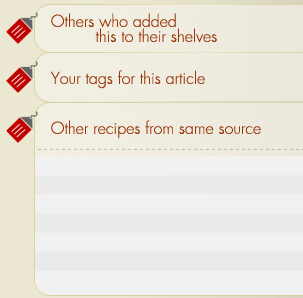 Others who added
this to their shelves
Your tags for this article
Other recipes from same source